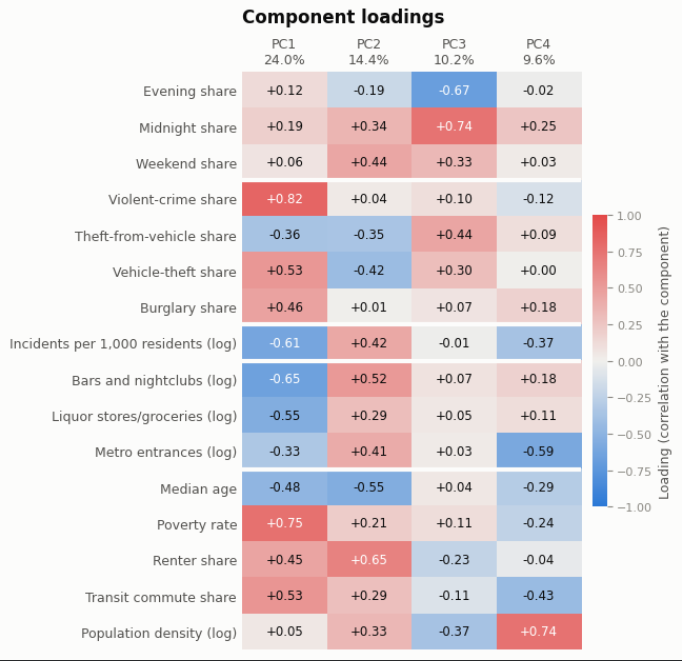 Component loadings
PC1 PC2 PC3 PC4
24.0% 14.4% 10.2% 9.6%
Evening share +0.12 -0.19 -0.67 -0.02
Midnight share +0.19 +0.34 +0.74 +0.25
Weekend share +0.06 +0.44 +0.33 +0.03
Violent-crime share +0.82 +0.04 +0.10 -0.12
Theft-from-vehicle share -0.36 -0.35 +0.44 +0.09
Vehicle-theft share +0.53 -0.42 +0.30 +0.00
Burglary share +0.46 +0.01 +0.07 +0.18
Incidents per 1,000 residents (log) -0.61 +0.42 -0.01 -0.37
Bars and nightclubs (log) -0.65 +0.52 +0.07 +0.18
Liquor stores/groceries (log) -0.55 +0.29 +0.05 +0.11
Metro entrances (log) -0.33 +0.41 +0.03 -0.59
Median age -0.48 -0.55 +0.04 -0.29
Poverty rate +0.75 +0.21 +0.11 -0.24
Renter share +0.45 +0.65 -0.23 -0.04
Transit commute share +0.53 +0.29 -0.11 -0.43
Population density (log) +0.05 +0.33 -0.37 +0.74
1.00
0.75
0.50
0.25
0.00
−0.25
−0.50
−0.75
−1.00
Loading (correlation with the component)